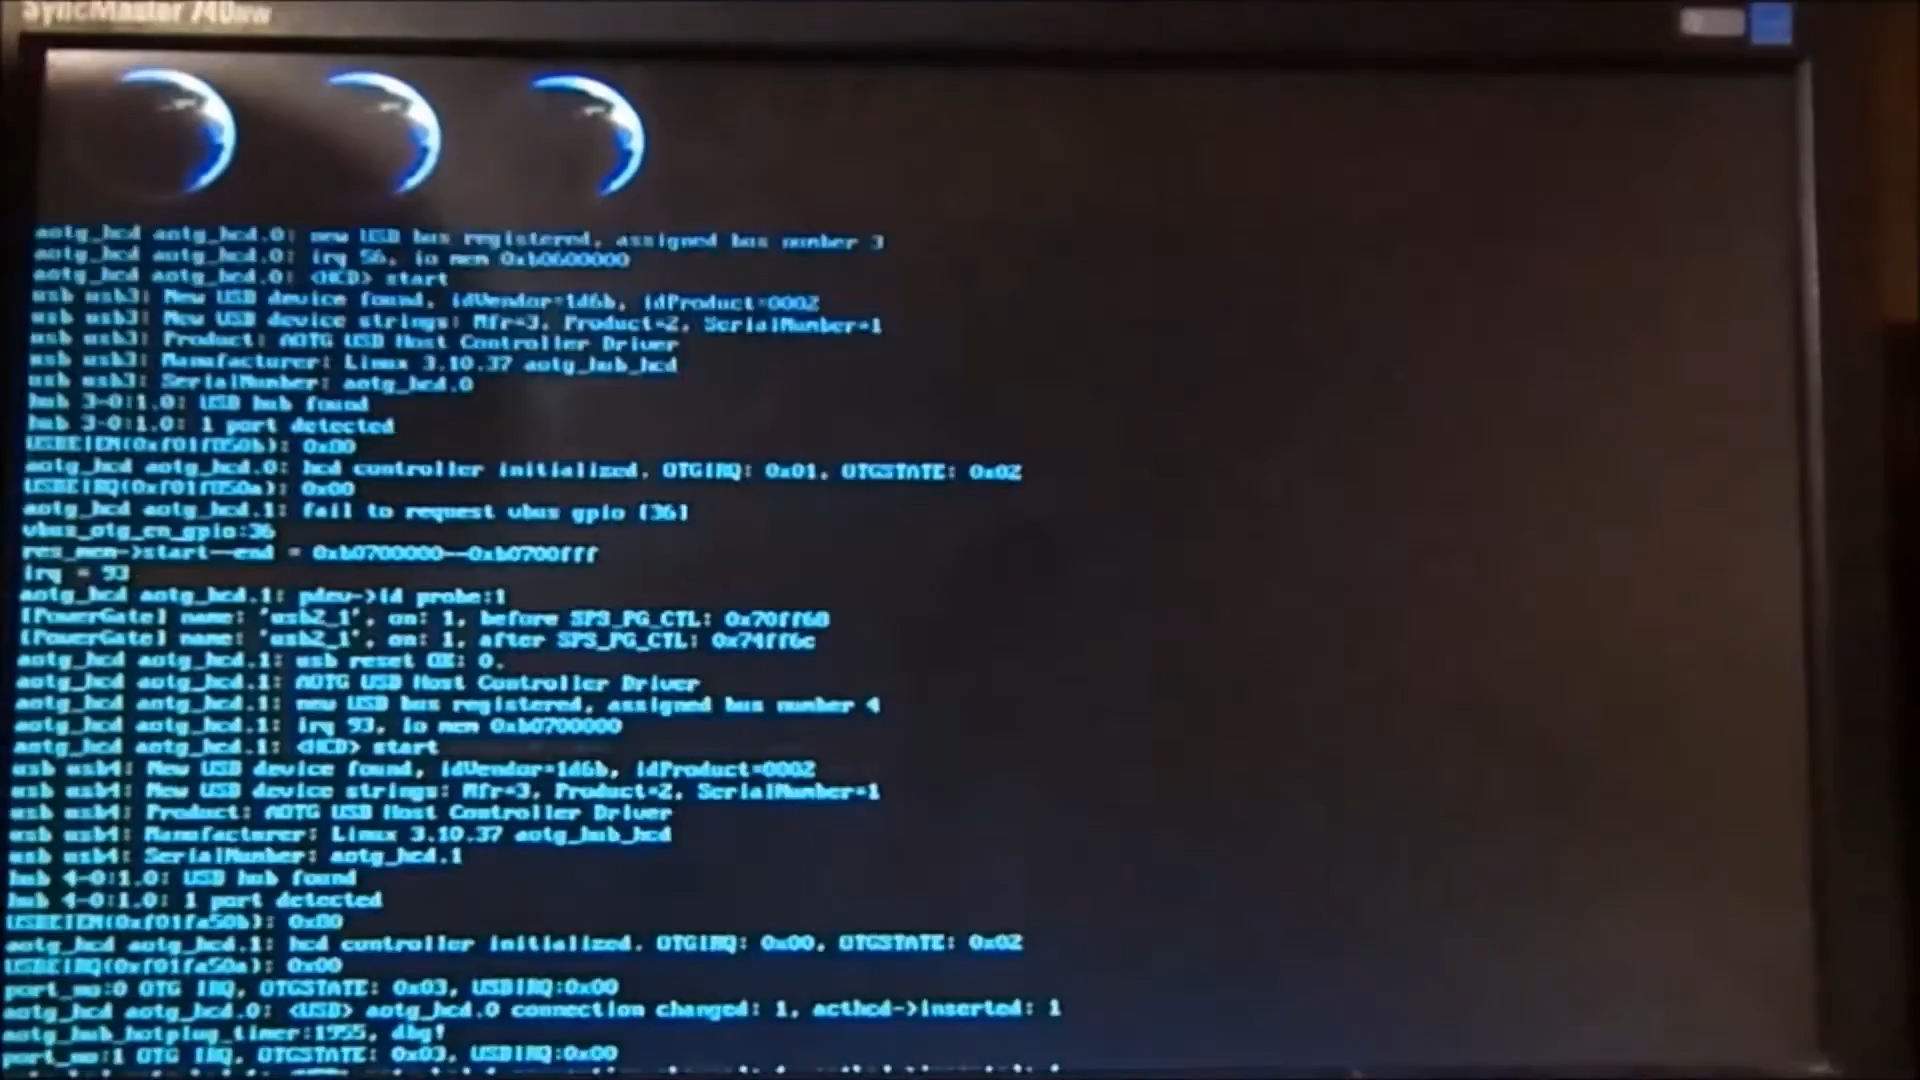 SyncMaster 740
aotg_hcd aotg_hcd.0: new USB bus registered, assigned bus number 3
aotg_hcd aotg_hcd.0: irq 56, io mem 0xb0600000
aotg_hcd aotg_hcd.0: <HCD> start
usb usb3: New USB device found, idVendor=1d6b, idProduct=0002
usb usb3: New USB device strings: Mfr=3, Product=2, SerialNumber=1
usb usb3: Product: AOTG USB Host Controller Driver
usb usb3: Manufacturer: Linux 3.10.37 aotg_hub_hcd
usb usb3: SerialNumber: aotg_hcd.0
hub 3-0:1.0: USB hub found
hub 3-0:1.0: 1 port detected
USBEIEN(0xf01f850b): 0x00
aotg_hcd aotg_hcd.0: hcd controller initialized. OTGIRQ: 0x01, OTGSTATE: 0x02
USBEIRQ(0xf01f850a): 0x00
aotg_hcd aotg_hcd.1: fail to request vbus gpio [36]
vbus_otg_en_gpio:36
res_mem->start--end = 0xb0700000--0xb0700fff
irq = 93
aotg_hcd aotg_hcd.1: pdev->id probe:1
[PowerGate] name: 'usb2_1', on: 1, before SPS_PG_CTL: 0x70ff68
[PowerGate] name: 'usb2_1', on: 1, after SPS_PG_CTL: 0x74ff6c
aotg_hcd aotg_hcd.1: usb reset OK: 0.
aotg_hcd aotg_hcd.1: AOTG USB Host Controller Driver
aotg_hcd aotg_hcd.1: new USB bus registered, assigned bus number 4
aotg_hcd aotg_hcd.1: irq 93, io mem 0xb0700000
aotg_hcd aotg_hcd.1: <HCD> start
usb usb4: New USB device found, idVendor=1d6b, idProduct=0002
usb usb4: New USB device strings: Mfr=3, Product=2, SerialNumber=1
usb usb4: Product: AOTG USB Host Controller Driver
usb usb4: Manufacturer: Linux 3.10.37 aotg_hub_hcd
usb usb4: SerialNumber: aotg_hcd.1
hub 4-0:1.0: USB hub found
hub 4-0:1.0: 1 port detected
USBEIEN(0xf01fa50b): 0x00
aotg_hcd aotg_hcd.1: hcd controller initialized. OTGIRQ: 0x00, OTGSTATE: 0x02
USBEIRQ(0xf01fa50a): 0x00
port_no:0 OTG IRQ, OTGSTATE: 0x03, USBIRQ:0x00
aotg_hcd aotg_hcd.0: <USB> aotg_hcd.0 connection changed: 1, acthcd->inserted: 1
aotg_hub_hotplug_timer:1955, dbg!
port_no:1 OTG IRQ, OTGSTATE: 0x03, USBIRQ:0x00